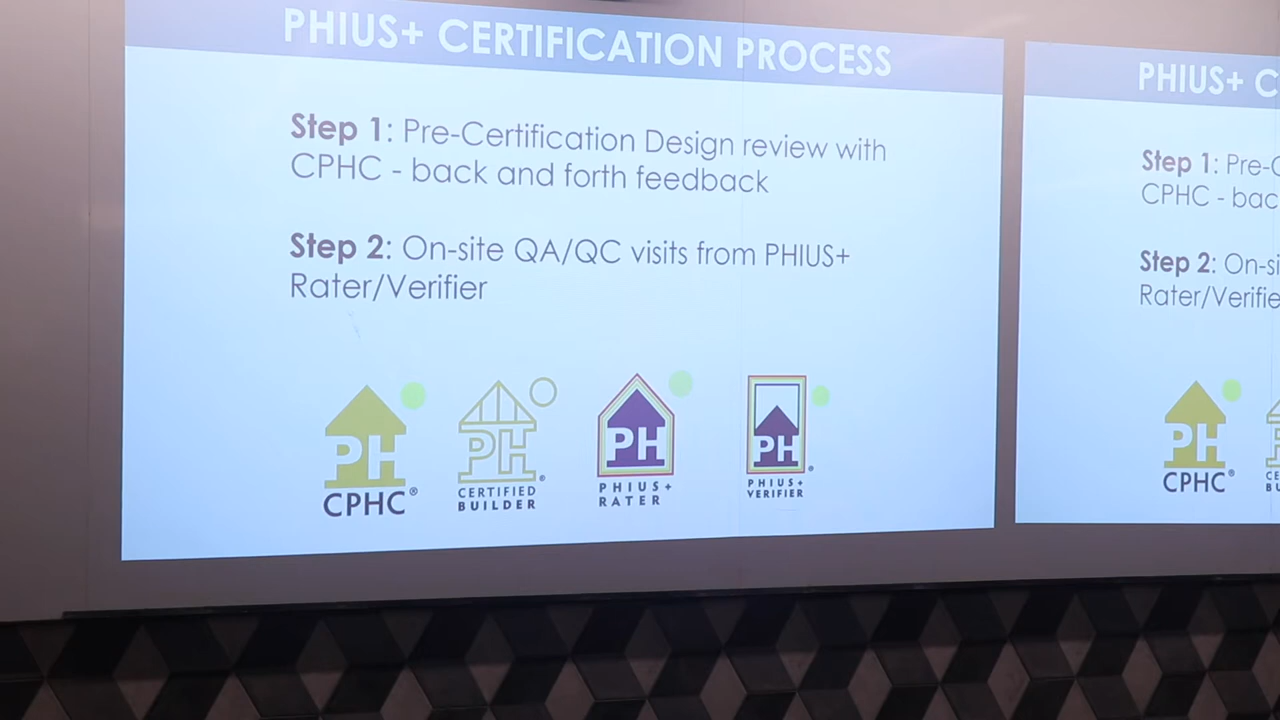 PHIUS+ CERTIFICATION PROCESS
Step 1: Pre-Certification Design review with
CPHC - back and forth feedback
Step 2: On-site QA/QC visits from PHIUS+
Rater/Verifier
PH
CPHC®
PH
CERTIFIED
BUILDER®
PH
PHIUS+
RATER
PH
PHIUS+
VERIFIER®
PHIUS+ C
Step 1: Pre-C
CPHC - bac
Step 2: On-si
Rater/Verifie
PH
CPHC®
CE
BU